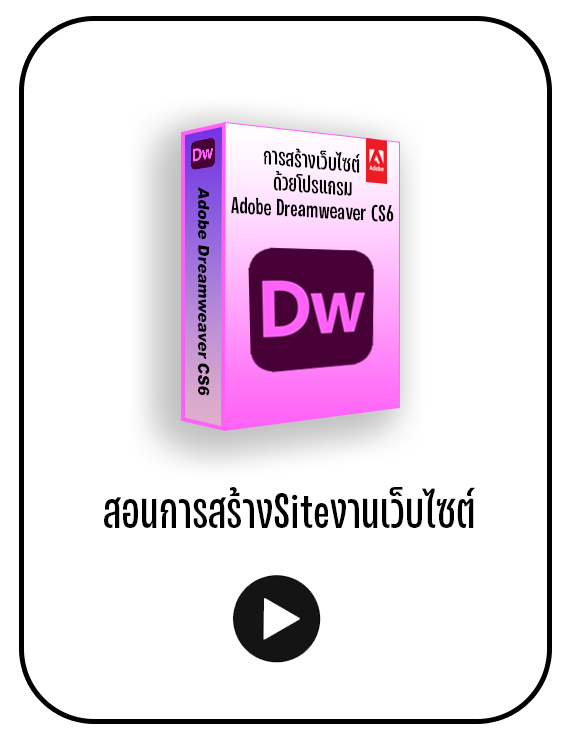 Dw
Adobe Dreamweaver CS6
การสร้างเว็บไซต์
ด้วยโปรแกรม
Adobe Dreamweaver CS6
Adobe
Dw
สอนการสร้างSiteงานเว็บไซต์